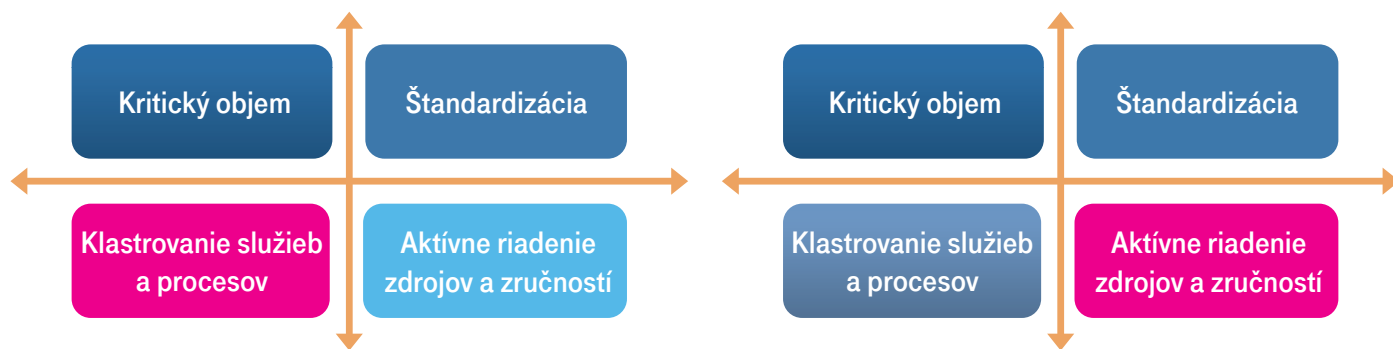 Kritický objem
Štandardizácia
Klastrovanie služieb
a procesov
Aktívne riadenie
zdrojov a zručností
Kritický objem
Štandardizácia
Klastrovanie služieb
a procesov
Aktívne riadenie
zdrojov a zručností